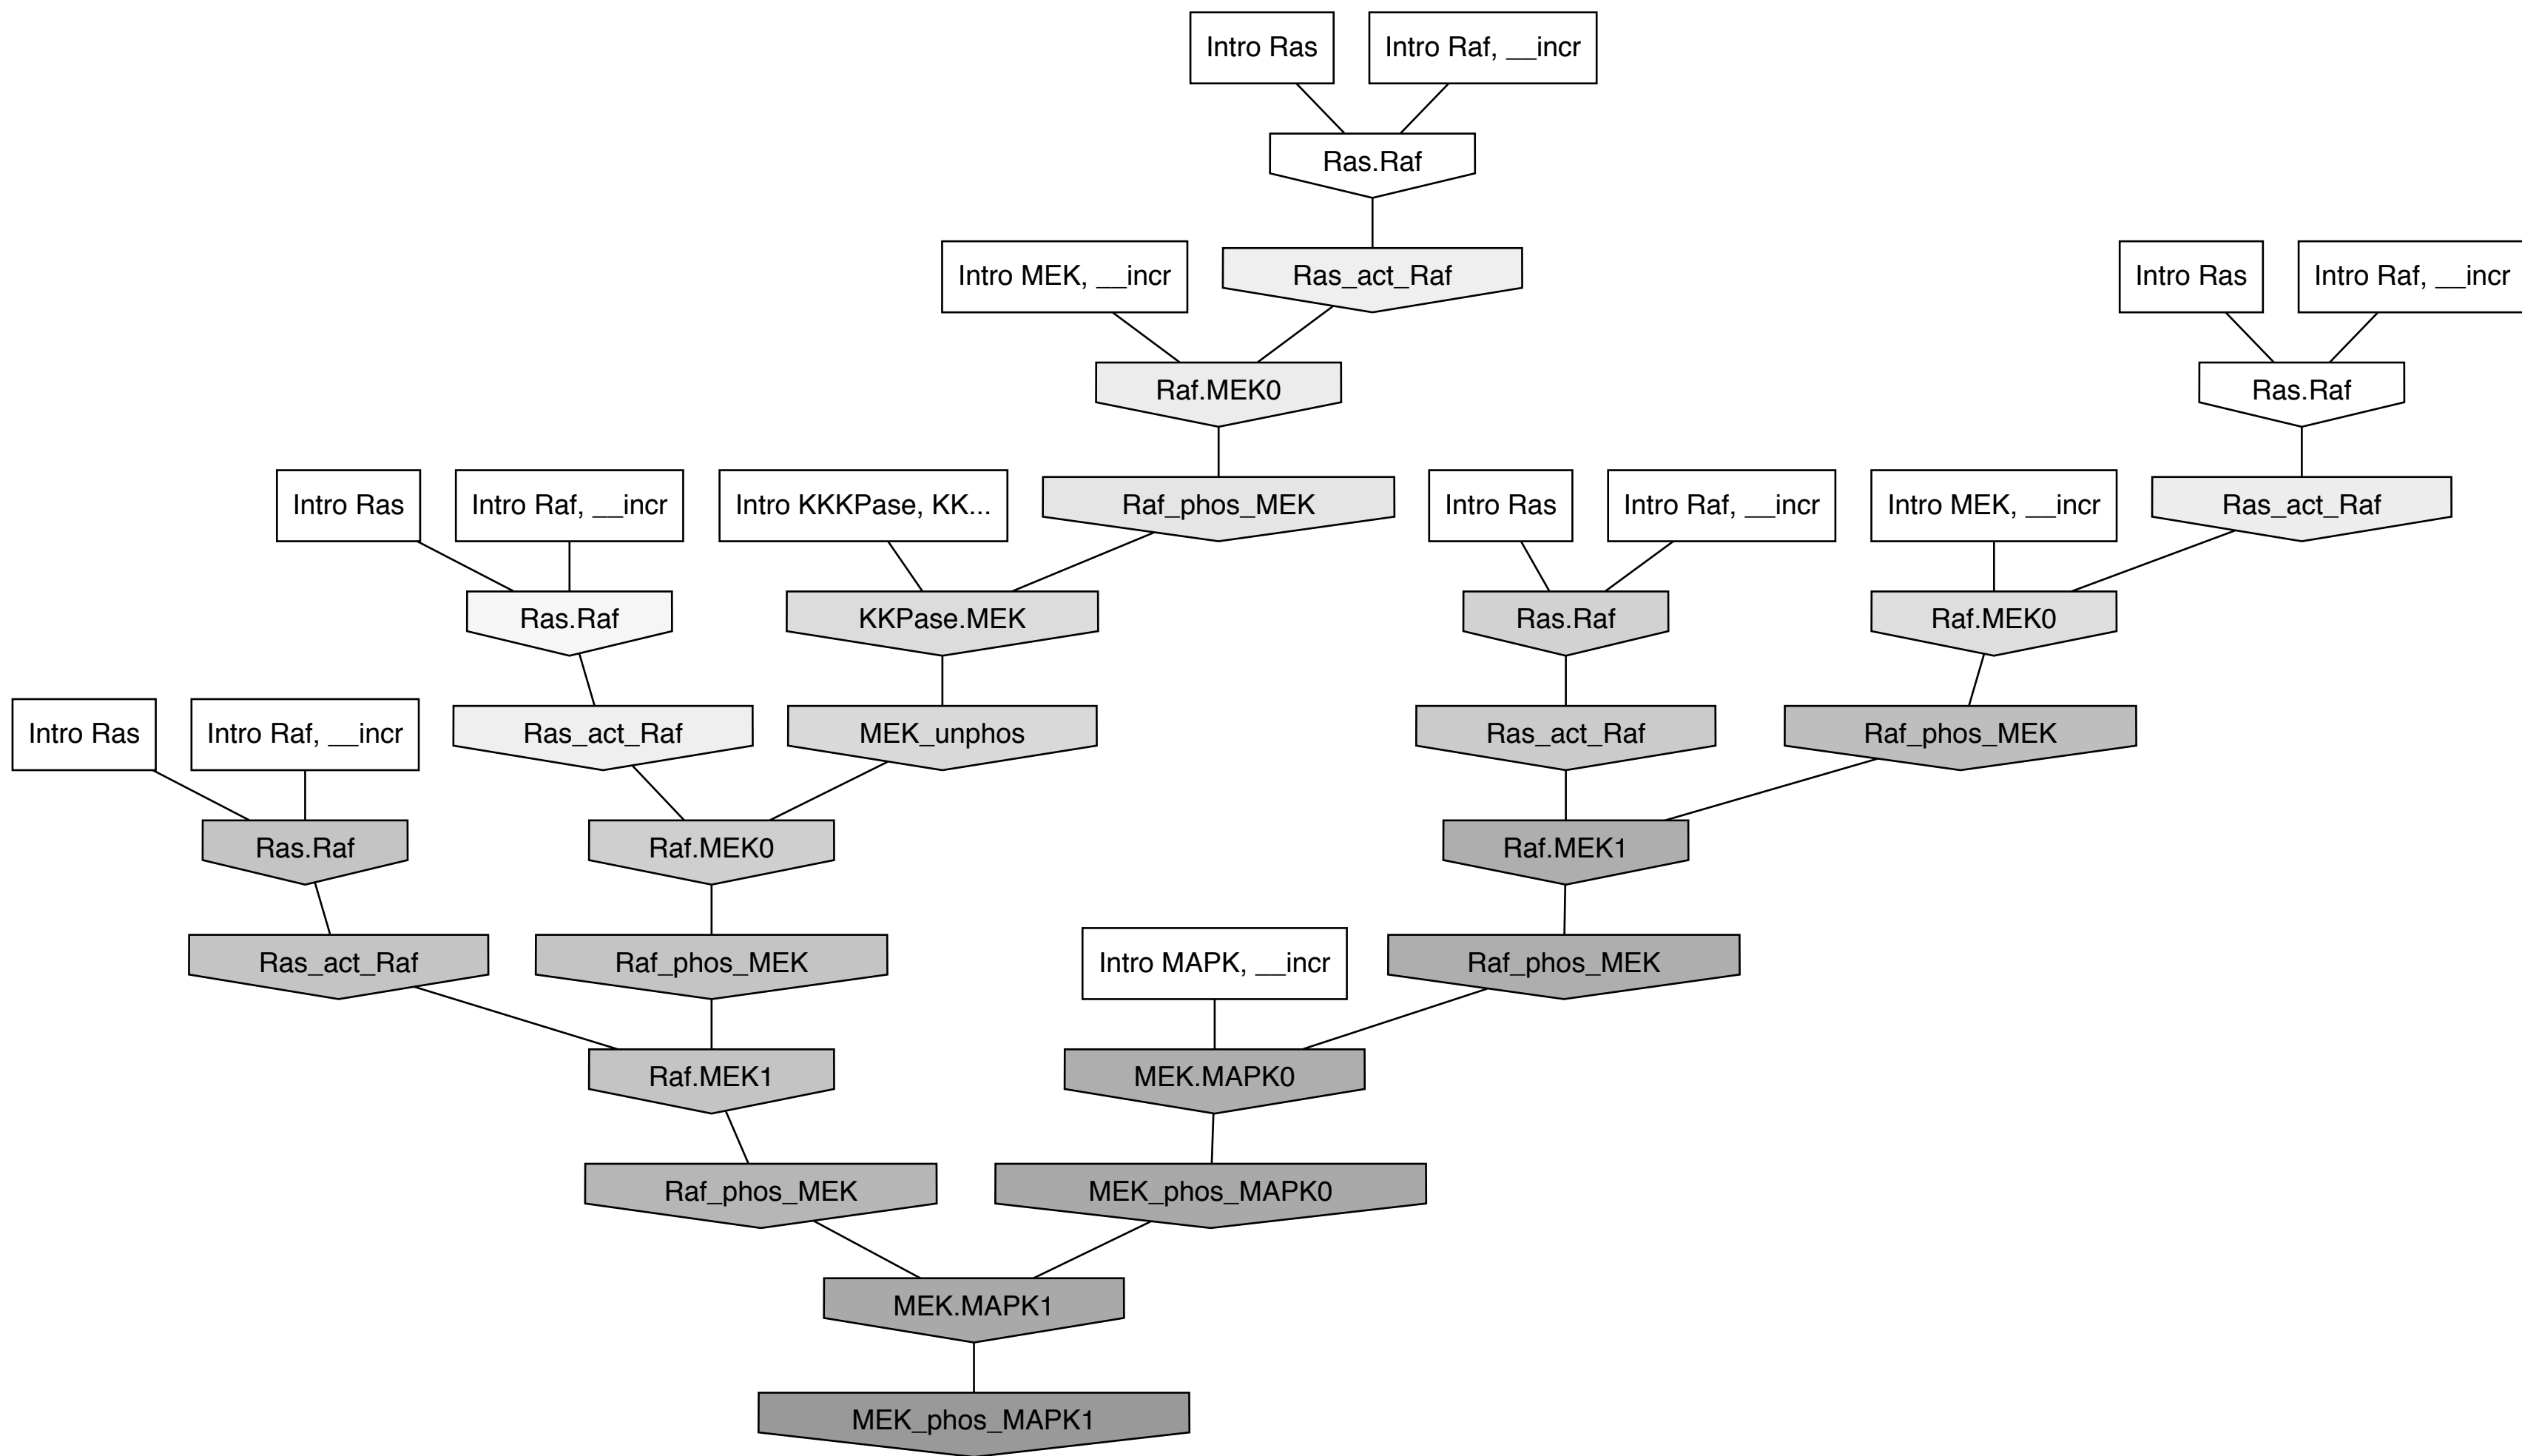 Intro Ras
Intro Raf, __incr
Ras.Raf
Intro MEK, __incr
Ras_act_Raf
Intro Ras
Intro Raf, __incr
Raf.MEK0
Ras.Raf
Intro Ras
Intro Raf, __incr
Intro KKKPase, KK...
Raf_phos_MEK
Intro Ras
Intro Raf, __incr
Intro MEK, __incr
Ras_act_Raf
Ras.Raf
KKPase.MEK
Ras.Raf
Raf.MEK0
Intro Ras
Intro Raf, __incr
Ras_act_Raf
MEK_unphos
Ras_act_Raf
Raf_phos_MEK
Ras.Raf
Raf.MEK0
Raf.MEK1
Ras_act_Raf
Raf_phos_MEK
Intro MAPK, __incr
Raf_phos_MEK
Raf.MEK1
MEK.MAPK0
Raf_phos_MEK
MEK_phos_MAPK0
MEK.MAPK1
MEK_phos_MAPK1